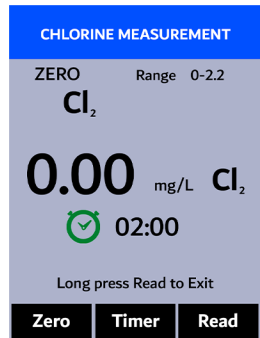 CHLORINE MEASUREMENT
ZERO Range 0-2.2
Cl₂
0.00 mg/L Cl₂
02:00
Long press Read to Exit
Zero Timer Read